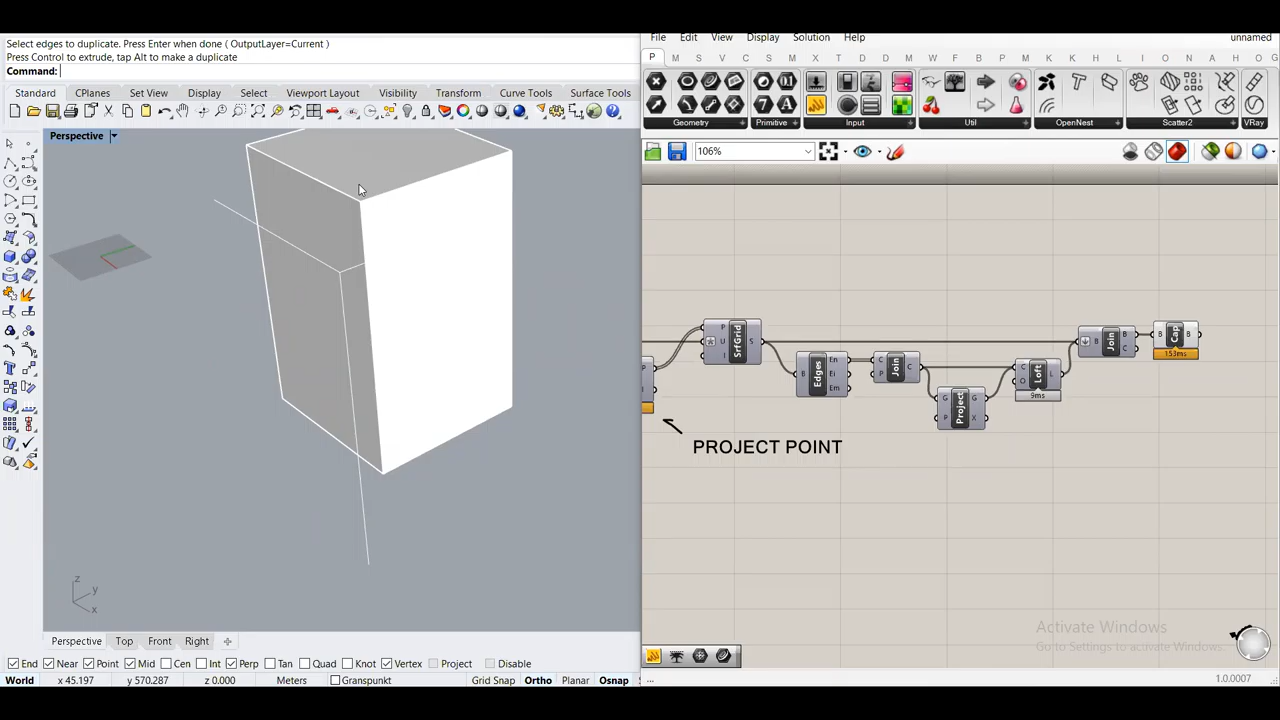 Select edges to duplicate. Press Enter when done ( OutputLayer=Current )
Press Control to extrude, tap Alt to make a duplicate
Command:
Standard CPlanes Set View Display Select Viewport Layout Visibility Transform Curve Tools Surface Tools
Perspective
z
y
x
Perspective Top Front Right
End Near Point Mid Cen Int Perp Tan Quad Knot Vertex Project Disable
World x 45.197 y 570.287 z 0.000 Meters Granspunkt Grid Snap Ortho Planar Osnap
File Edit View Display Solution Help unnamed
P M S V C S M I T D A M H K L W F E B L P O N O G
Geometry Primitive Input Util OpenNest Scatter2 VRay
106%
P
U
I
SrfGrid
S
B
Edges
En
Ei
Em
C
P
Join
C
G
P
Project
G
X
C
O
Loft
L
9ms
B
Join
B
C
B
Cap
B
153ms
PROJECT POINT
Activate Windows
Go to Settings to activate Windows.
...
1.0.0007